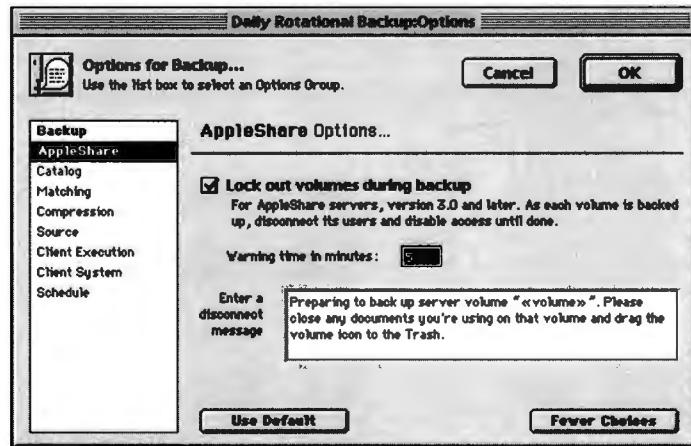 Daily Rotational Backup:Options
Options for Backup...
Use the list box to select an Options Group.
Cancel
OK
Backup
AppleShare
Catalog
Matching
Compression
Source
Client Execution
Client System
Schedule
AppleShare Options...
Lock out volumes during backup
For AppleShare servers, version 3.0 and later. As each volume is backed
up, disconnect its users and disable access until done.
Warning time in minutes:
5
Enter a
disconnect
message
Preparing to back up server volume "«volume»". Please
close any documents you're using on that volume and drag the
volume icon to the Trash.
Use Default
Fewer Choices